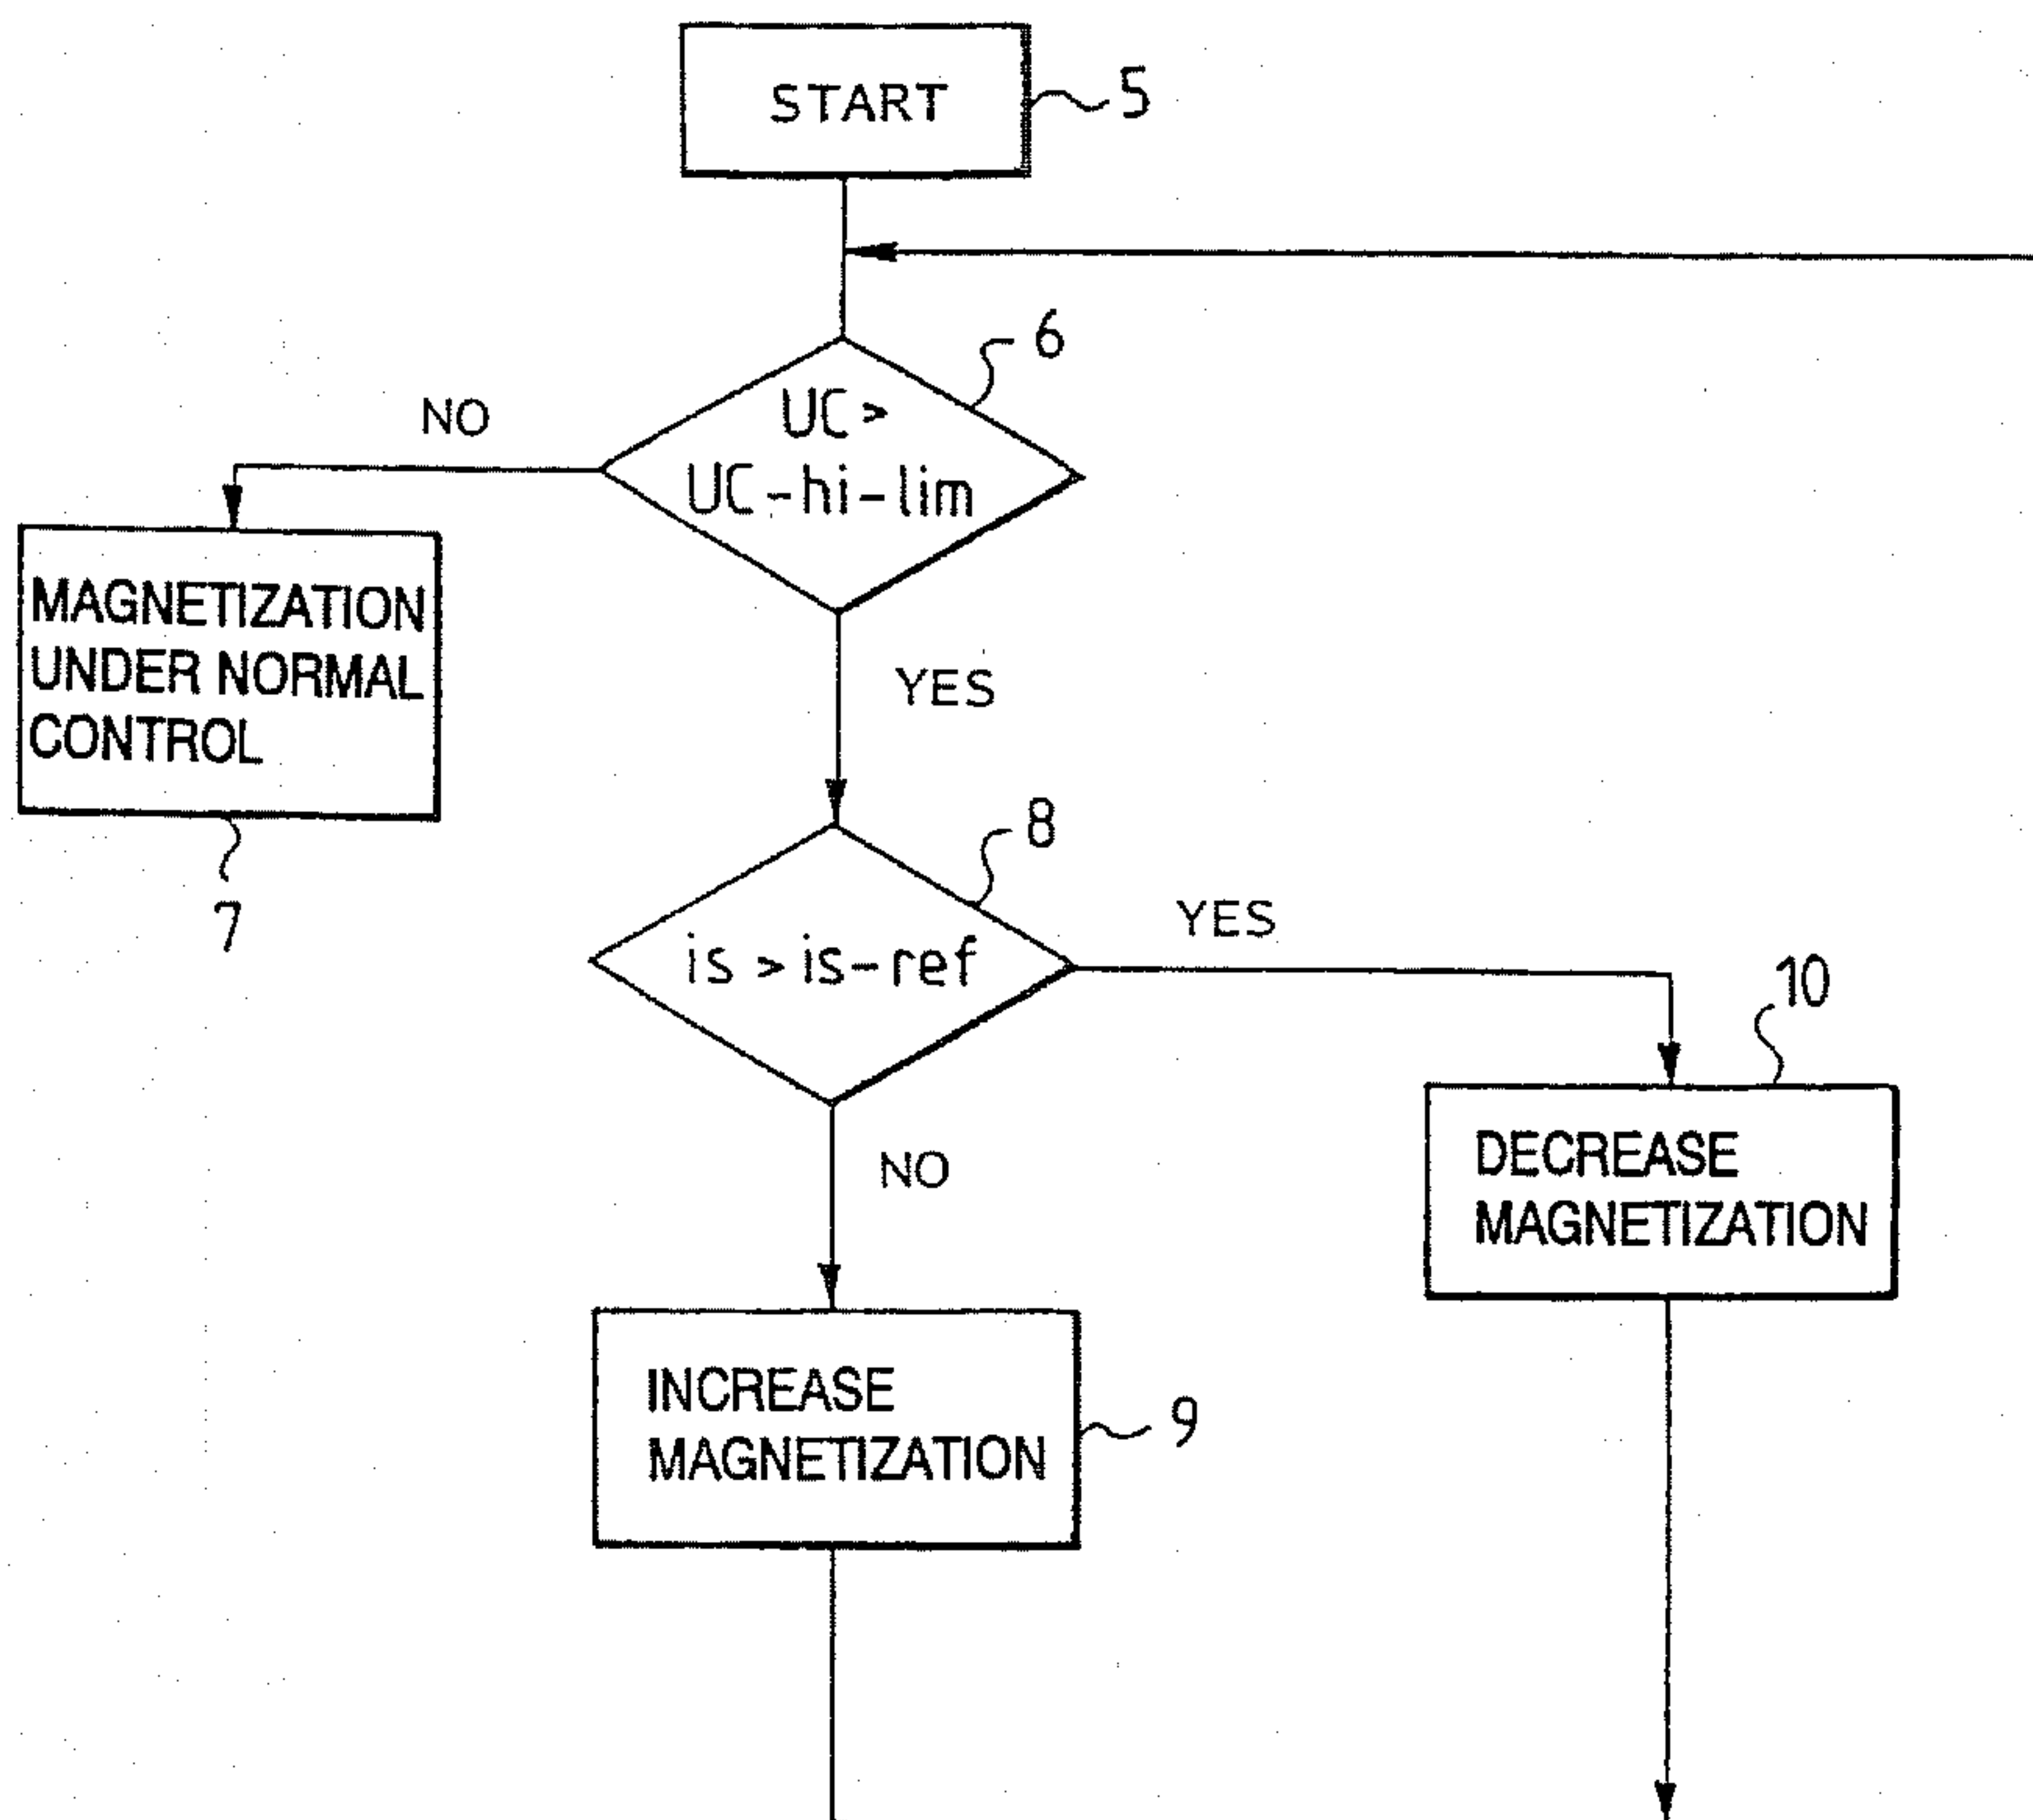 START
5
6
UC>
UC-hi-lim
NO
MAGNETIZATION
UNDER NORMAL
CONTROL
7
YES
8
is > is-ref
YES
10
DECREASE
MAGNETIZATION
NO
INCREASE
MAGNETIZATION
9